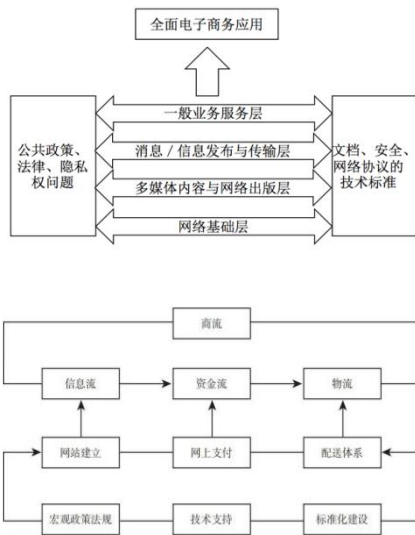 全面电子商务应用
一般业务服务层
公共政策、
法律、隐私
权问题
消息／信息发布与传输层
多媒体内容与网络出版层
网络基础层
文档、安全、
网络协议的
技术标准
商流
信息流
资金流
物流
网站建立
网上支付
配送体系
宏观政策法规
技术支持
标准化建设